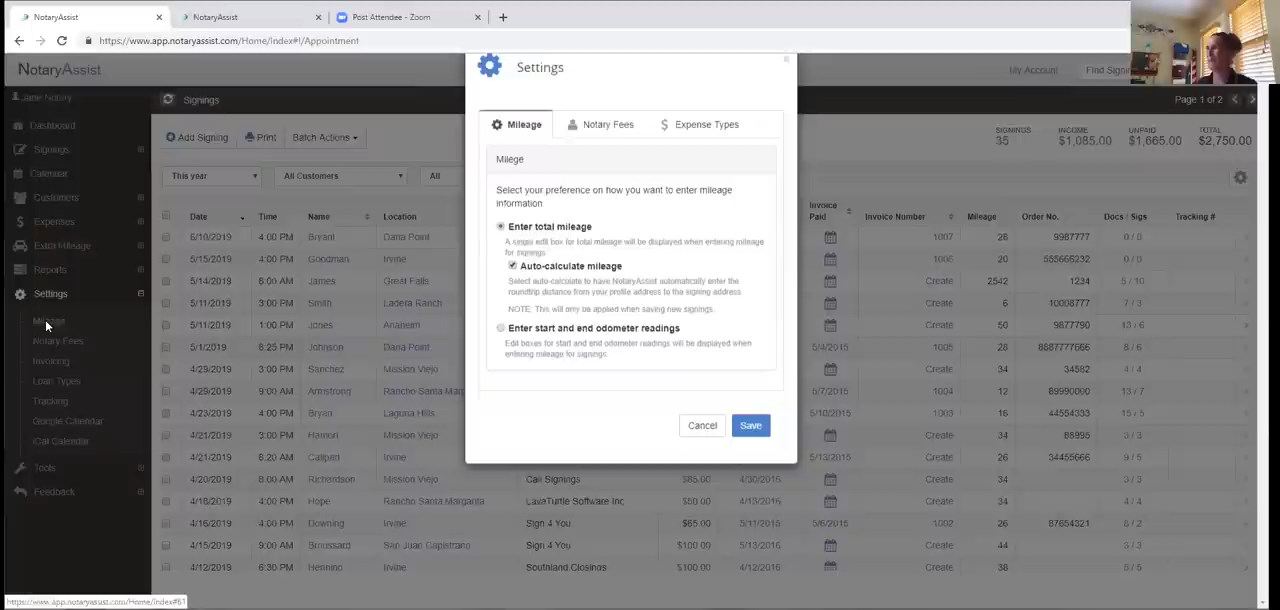 NotaryAssist
NotaryAssist
Post Attendee - Zoom
https://www.app.notaryassist.com/Home/Index#!/Appointment
NotaryAssist
My Account
Find Signi
Jane Notary
Dashboard
Signings
Calendar
Customers
Expenses
Extra Mileage
Reports
Settings
Mileage
Notary Fees
Invoicing
Loan Types
Tracking
Google Calendar
iCal Calendar
Tools
Feedback
Signings
Page 1 of 2
Add Signing Print Batch Actions
SIGNINGS INCOME UNPAID TOTAL
35 $1,085.00 $1,665.00 $2,750.00
This year All Customers All
Date Time Name Location Invoice Paid Invoice Number Mileage Order No. Docs / Sigs Tracking #
6/10/2019 4:00 PM Bryant Dana Point 1007 28 9987777 0 / 0
5/15/2019 Goodman Irvine 1006 20 555666232 0 / 0
5/14/2019 6:00 AM James Great Falls Create 2542 1234 5 / 10
5/11/2019 3:00 PM Smith Ladera Ranch Create 6 10008777 7 / 3
5/11/2019 1:00 PM Jones Anaheim Create 50 9877790 13 / 6
5/1/2019 6:25 PM Johnson Dana Point 5/4/2015 1005 28 8887777666 8 / 6
4/29/2019 3:00 PM Sanchez Mission Viejo Create 34 34582 4 / 4
4/29/2019 9:00 AM Armstrong Rancho Santa Marg 5/7/2015 1004 12 89990000 13 / 7
4/23/2019 4:00 PM Bryan Laguna Hills 5/10/2015 1003 16 44554353 15 / 5
4/21/2019 3:00 PM Hamori Mission Viejo Create 34 88995 3 / 3
4/21/2019 6:20 AM Irvine 5/13/2015 Create 26 34455666 9 / 5
4/20/2019 8:00 AM Richardson Mission Viejo Cali Signings $85.00 4/30/2016 Create 34 3 / 3
4/18/2019 4:00 PM Hope Rancho Santa Margarita LavaTurtle Software Inc $50.00 4/13/2016 Create 34 4 / 4
4/16/2019 4:00 PM Downing Irvine Sign 4 You $65.00 5/11/2015 5/6/2015 1002 26 87654321 8 / 2
4/15/2019 9:00 AM Broussard San Juan Capistrano Sign 4 You $100.00 5/13/2016 Create 44 3 / 3
4/12/2019 6:30 PM Henning Irvine Southland Closings $100.00 4/12/2016 Create 38 5 / 5
Settings
Mileage Notary Fees Expense Types
Milege
Select your preference on how you want to enter mileage
information
Enter total mileage
A single edit box for total mileage will be displayed when entering mileage
for signings.
Auto-calculate mileage
Select auto-calculate to have NotaryAssist automatically enter the
roundtrip distance from your profile address to the signing address.
NOTE: This will only be applied when saving new signings.
Enter start and end odometer readings
Edit boxes for start and end odometer readings will be displayed when
entering mileage for signings.
Cancel Save
https://www.app.notaryassist.com/Home/Index#61